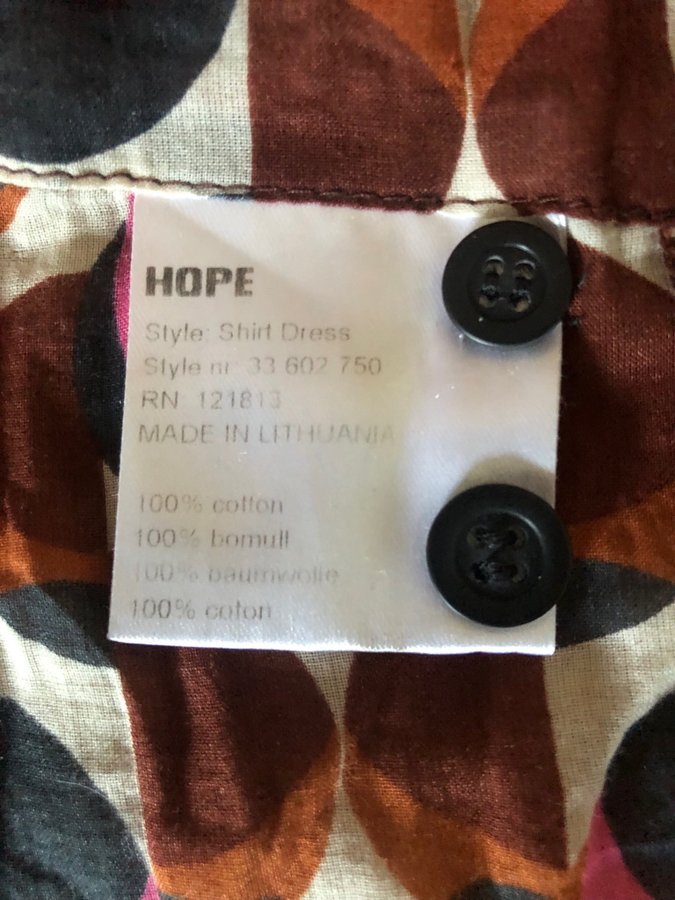 HOPE
Style: Shirt Dress
Style nr: 33 602 750
RN: 121813
MADE IN LITHUANIA
100% cotton
100% bomull
100% baumwolle
100% coton